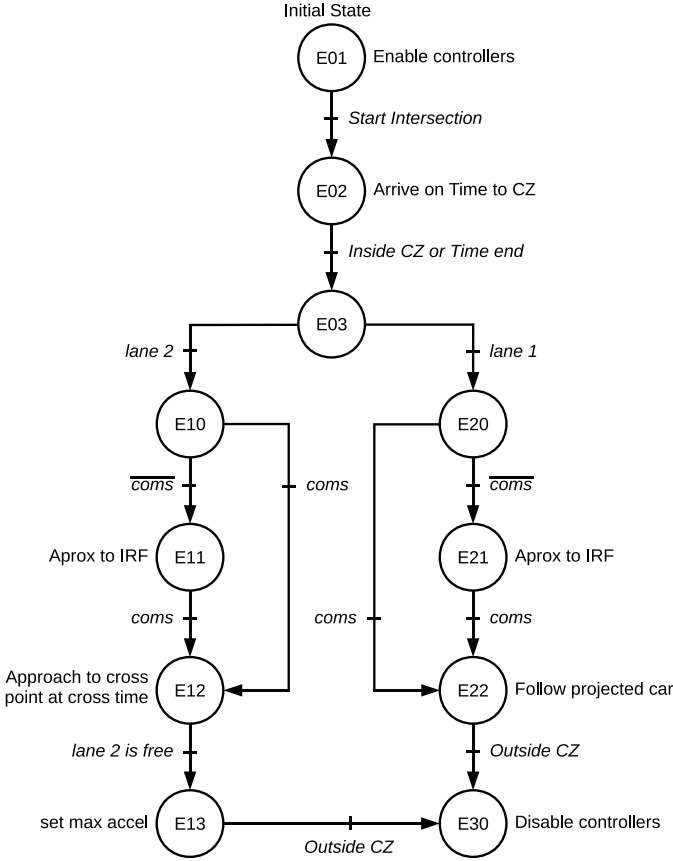 Initial State
E01
Enable controllers
Start Intersection
E02
Arrive on Time to CZ
Inside CZ or Time end
E03
lane 2
lane 1
E10
E20
coms
coms
coms
coms
E11
Aprox to IRF
E21
Aprox to IRF
coms
coms
Approach to cross
point at cross time
E12
E22
Follow projected car
lane 2 is free
Outside CZ
set max accel
E13
E30
Disable controllers
Outside CZ